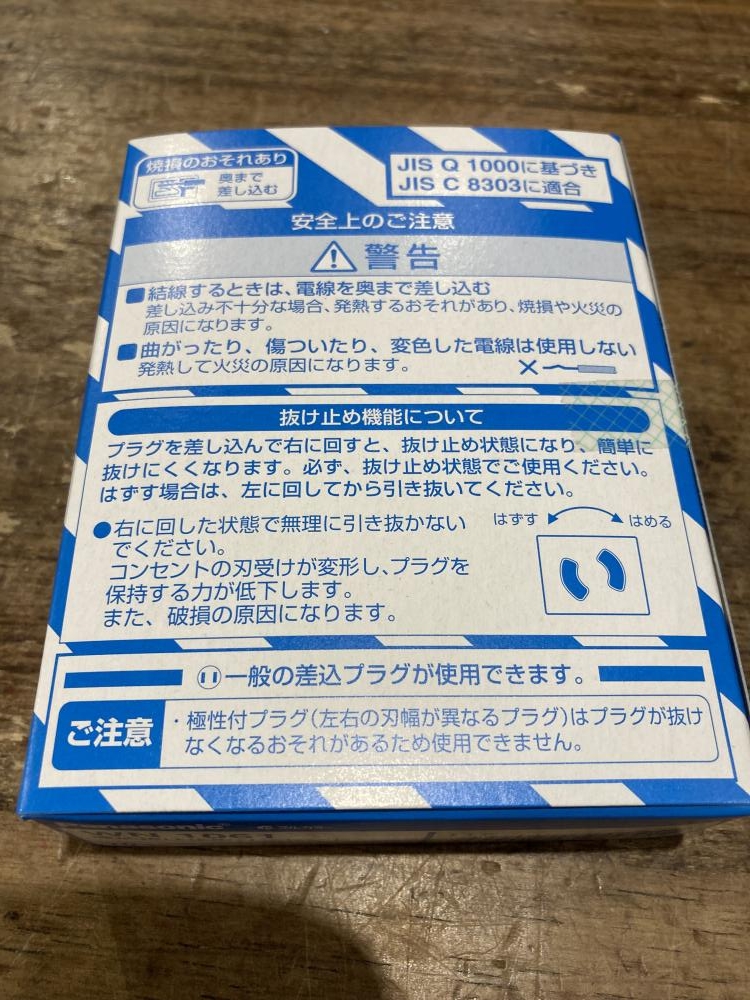 焼損のおそれあり
奥まで
差し込む
JIS Q 1000に基づき
JIS C 8303に適合
安全上のご注意
警告
■結線するときは、電線を奥まで差し込む
差し込み不十分な場合、発熱するおそれがあり、焼損や火災の
原因になります。
■曲がったり、傷ついたり、変色した電線は使用しない
発熱して火災の原因になります。
抜け止め機能について
プラグを差し込んで右に回すと、抜け止め状態になり、簡単に
抜けにくくなります。必ず、抜け止め状態でご使用ください。
はずす場合は、左に回してから引き抜いてください。
●右に回した状態で無理に引き抜かない
でください。
コンセントの刃受けが変形し、プラグを
保持する力が低下します。
また、破損の原因になります。
はずす
はめる
一般の差込プラグが使用できます。
ご注意
・極性付プラグ(左右の刃幅が異なるプラグ)はプラグが抜け
なくなるおそれがあるため使用できません。